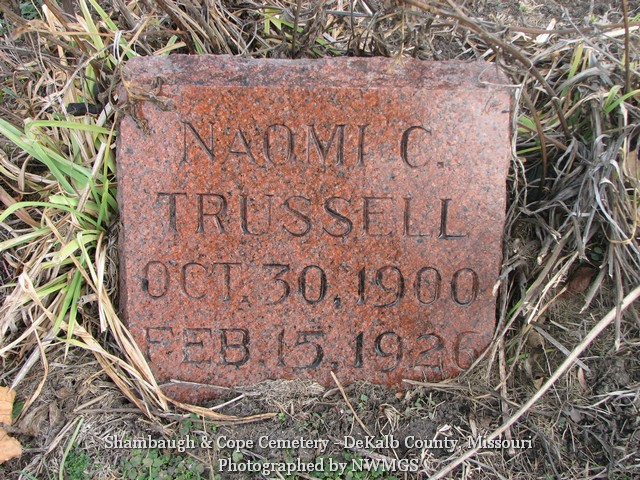 NAOMI C.
TRUSSELL
OCT. 30, 1900
FEB. 15, 1926
Shambaugh & Cope Cemetery - DeKalb County, Missouri
Photographed by NWMGS